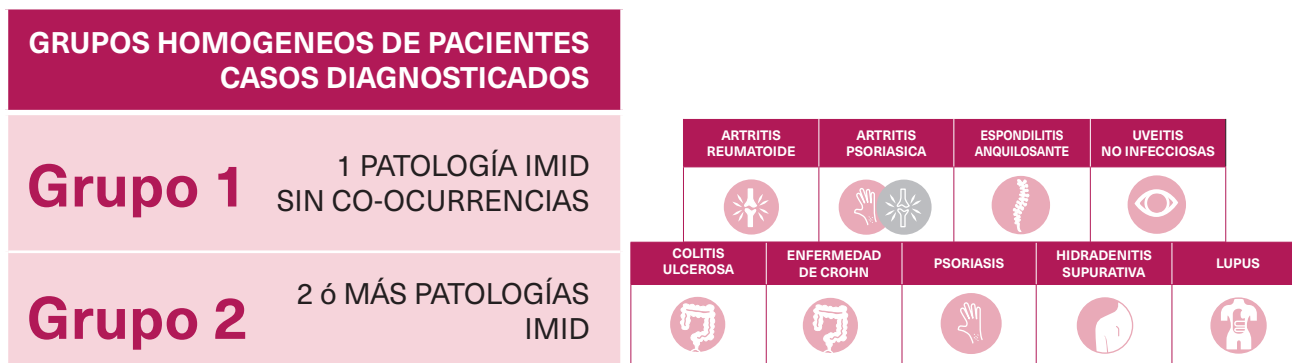 GRUPOS HOMOGENEOS DE PACIENTES
CASOS DIAGNOSTICADOS
Grupo 1
1 PATOLOGÍA IMID
SIN CO-OCURRENCIAS
Grupo 2
2 ó MÁS PATOLOGÍAS
IMID
ARTRITIS
REUMATOIDE
ARTRITIS
PSORIASICA
ESPONDILITIS
ANQUILOSANTE
UVEITIS
NO INFECCIOSAS
COLITIS
ULCEROSA
ENFERMEDAD
DE CROHN
PSORIASIS
HIDRADENITIS
SUPURATIVA
LUPUS